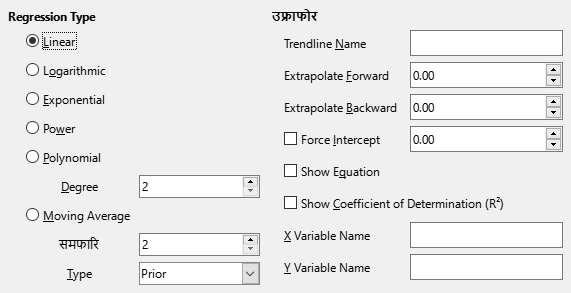 Regression Type
Linear
Logarithmic
Exponential
Power
Polynomial
Degree 2
Moving Average
समफारि 2
Type Prior
उफ्राफोर
Trendline Name
Extrapolate Forward 0.00
Extrapolate Backward 0.00
Force Intercept 0.00
Show Equation
Show Coefficient of Determination (R²)
X Variable Name
Y Variable Name